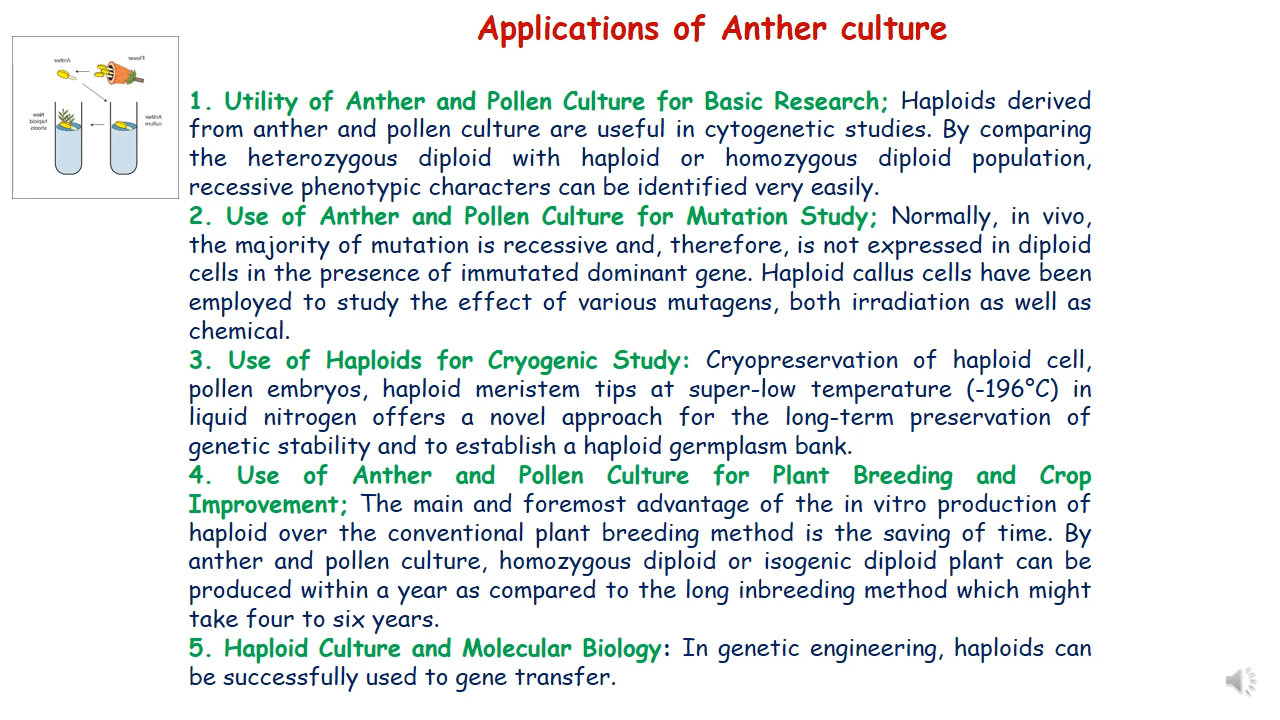 Applications of Anther culture
Anther
Flower
New
haploid
shoots
Anther
culture
1. Utility of Anther and Pollen Culture for Basic Research; Haploids derived
from anther and pollen culture are useful in cytogenetic studies. By comparing
the heterozygous diploid with haploid or homozygous diploid population,
recessive phenotypic characters can be identified very easily.
2. Use of Anther and Pollen Culture for Mutation Study; Normally, in vivo,
the majority of mutation is recessive and, therefore, is not expressed in diploid
cells in the presence of immutated dominant gene. Haploid callus cells have been
employed to study the effect of various mutagens, both irradiation as well as
chemical.
3. Use of Haploids for Cryogenic Study: Cryopreservation of haploid cell,
pollen embryos, haploid meristem tips at super-low temperature (-196°C) in
liquid nitrogen offers a novel approach for the long-term preservation of
genetic stability and to establish a haploid germplasm bank.
4. Use of Anther and Pollen Culture for Plant Breeding and Crop
Improvement; The main and foremost advantage of the in vitro production of
haploid over the conventional plant breeding method is the saving of time. By
anther and pollen culture, homozygous diploid or isogenic diploid plant can be
produced within a year as compared to the long inbreeding method which might
take four to six years.
5. Haploid Culture and Molecular Biology: In genetic engineering, haploids can
be successfully used to gene transfer.